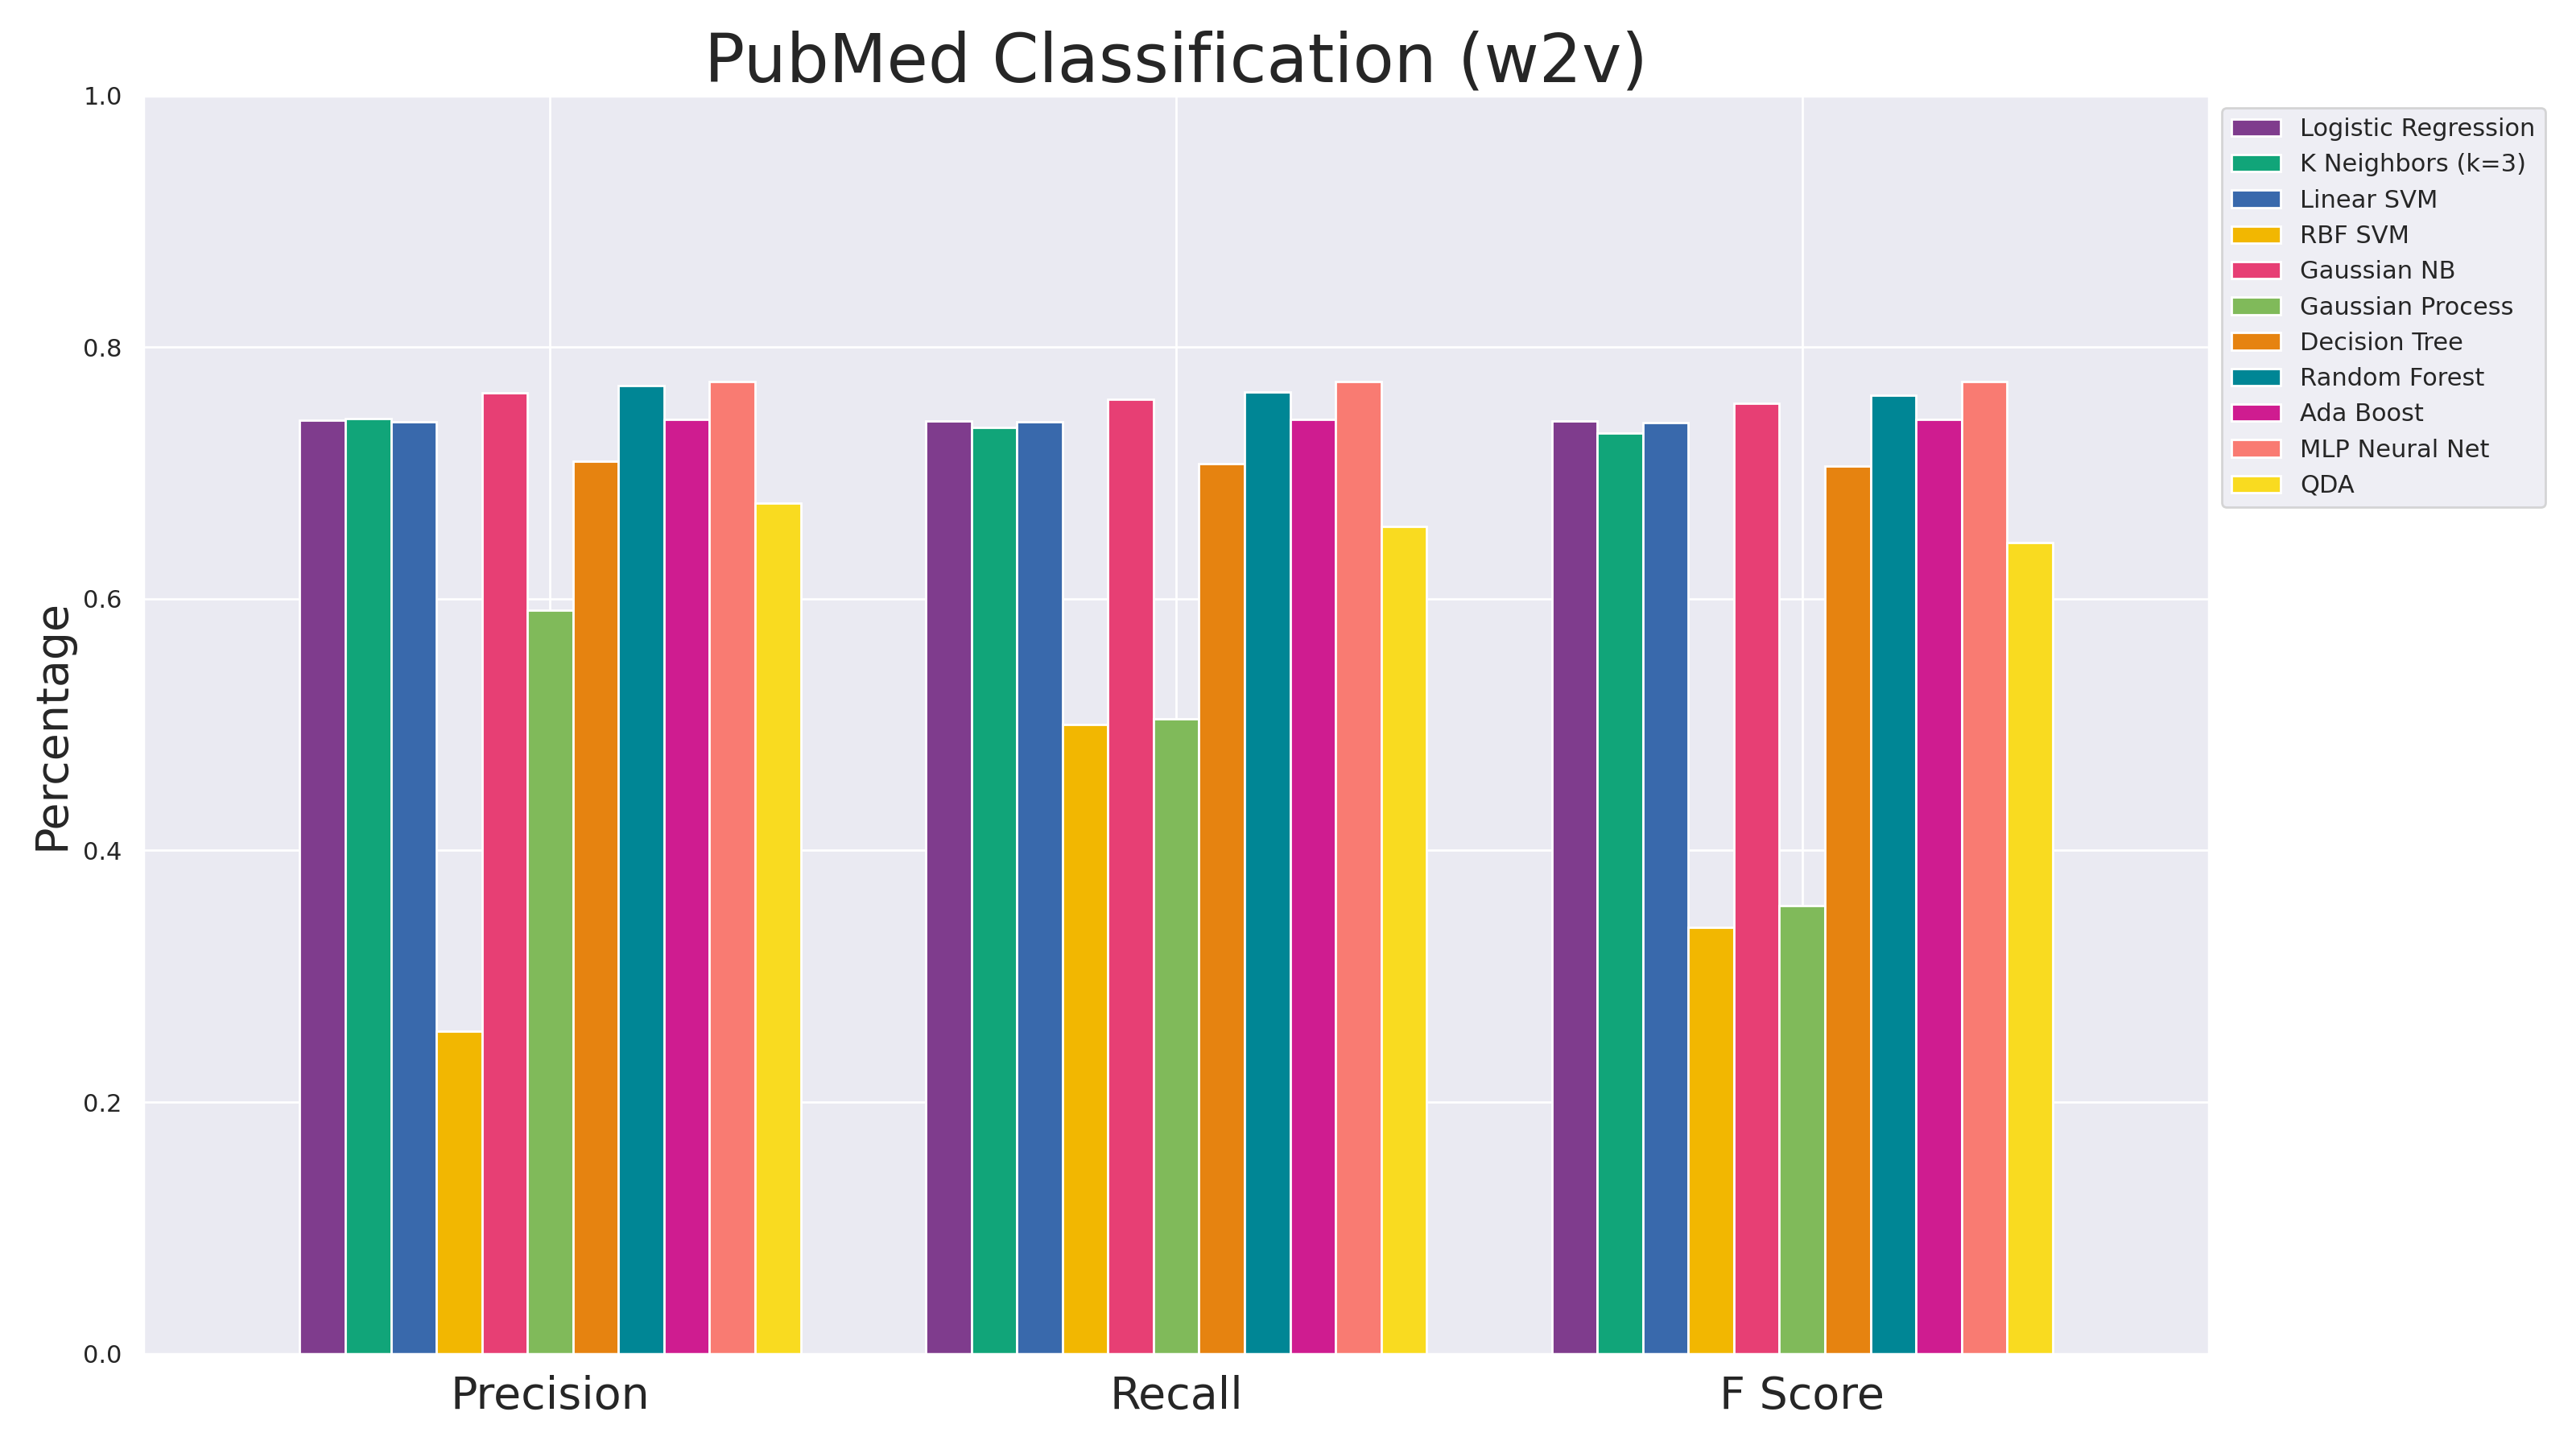 PubMed Classification (w2v)
Percentage
1.0
0.8
0.6
0.4
0.2
0.0
Precision
Recall
F Score
Logistic Regression
K Neighbors (k=3)
Linear SVM
RBF SVM
Gaussian NB
Gaussian Process
Decision Tree
Random Forest
Ada Boost
MLP Neural Net
QDA